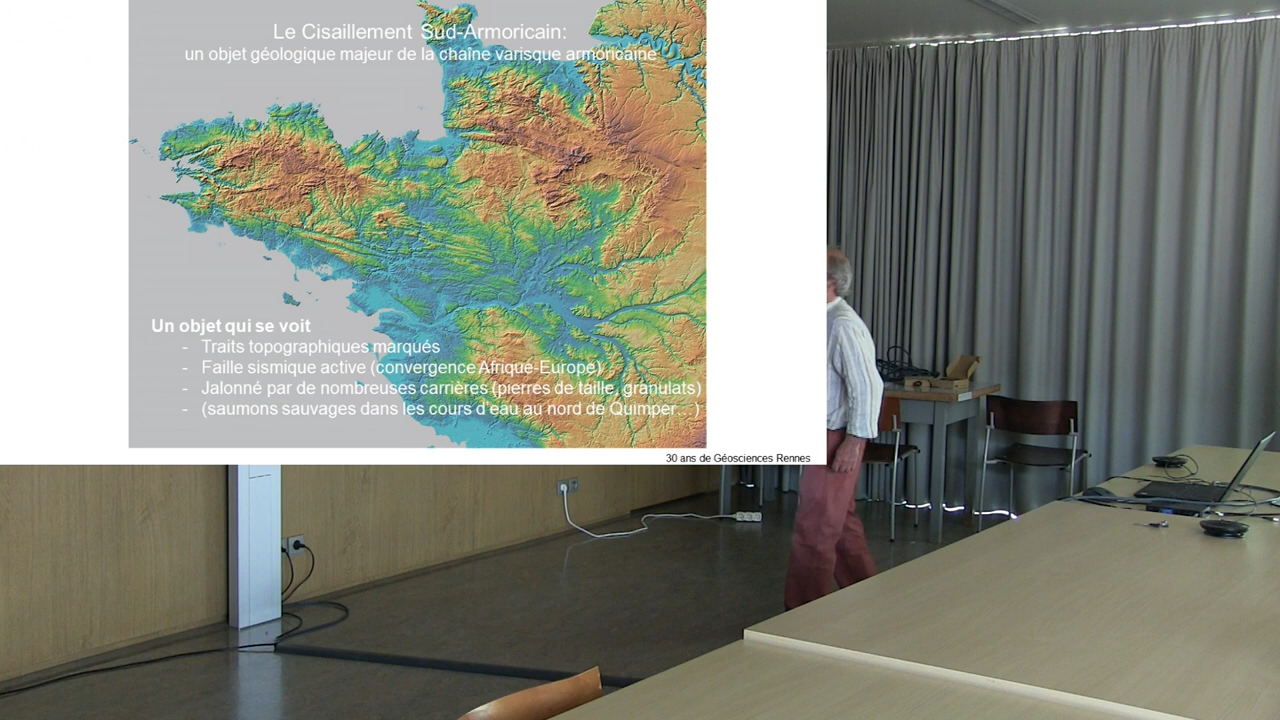 Le Cisaillement Sud-Armoricain:
un objet géologique majeur de la chaîne varisque armoricaine
Un objet qui se voit
- Traits topographiques marqués
- Faille sismique active (convergence Afrique-Europe)
- Jalonné par de nombreuses carrières (pierres de taille, granulats)
- (saumons sauvages dans les cours d'eau au nord de Quimper…)
30 ans de Géosciences Rennes